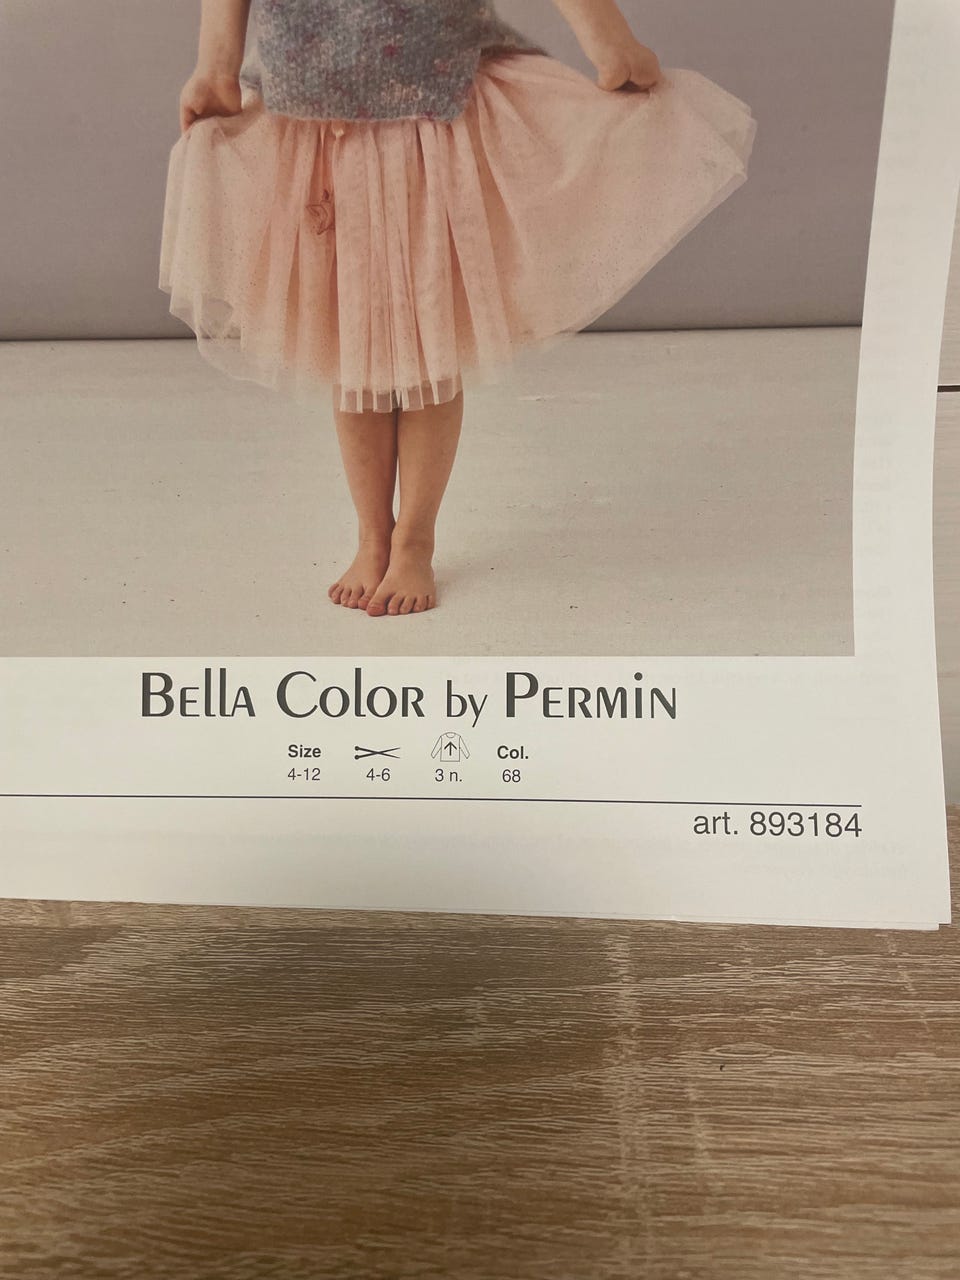 Bella Color by Permin
Size Col.
4-12 4-6 3 n. 68
art. 893184